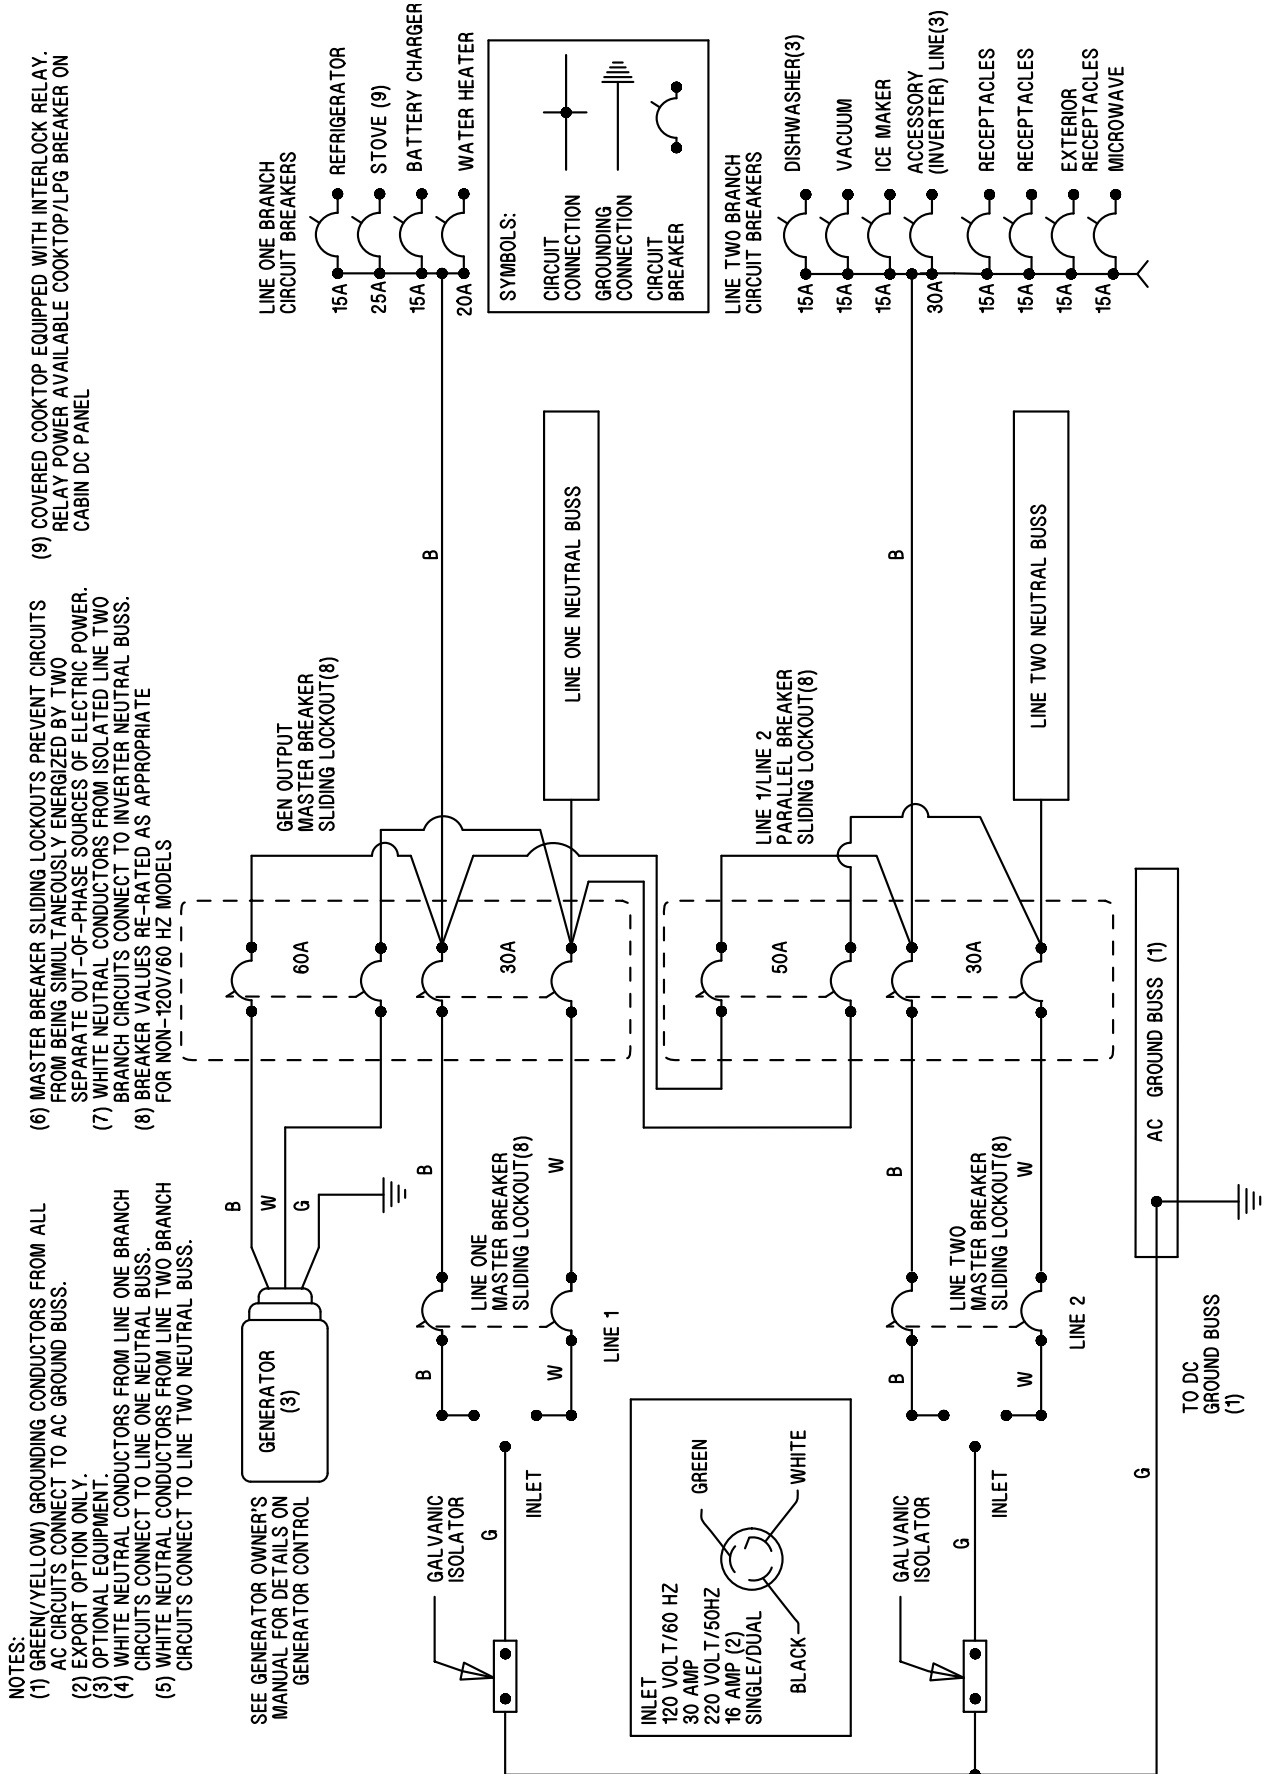 NOTES:
(1) GREEN(/YELLOW) GROUNDING CONDUCTORS FROM ALL
AC CIRCUITS CONNECT TO AC GROUND BUSS.
(2) EXPORT OPTION ONLY.
(3) OPTIONAL EQUIPMENT.
(4) WHITE NEUTRAL CONDUCTORS FROM LINE ONE BRANCH
CIRCUITS CONNECT TO LINE ONE NEUTRAL BUSS.
(5) WHITE NEUTRAL CONDUCTORS FROM LINE TWO BRANCH
CIRCUITS CONNECT TO LINE TWO NEUTRAL BUSS.
(6) MASTER BREAKER SLIDING LOCKOUTS PREVENT CIRCUITS
FROM BEING SIMULTANEOUSLY ENERGIZED BY TWO
SEPARATE OUT-OF-PHASE SOURCES OF ELECTRIC POWER.
(7) WHITE NEUTRAL CONDUCTORS FROM ISOLATED LINE TWO
BRANCH CIRCUITS CONNECT TO INVERTER NEUTRAL BUSS.
(8) BREAKER VALUES RE-RATED AS APPROPRIATE
FOR NON-120V/60 HZ MODELS
(9) COVERED COOKTOP EQUIPPED WITH INTERLOCK RELAY.
RELAY POWER AVAILABLE COOKTOP/LPG BREAKER ON
CABIN DC PANEL
SEE GENERATOR OWNER'S
MANUAL FOR DETAILS ON
GENERATOR CONTROL
GENERATOR
(3)
B
W
G
60A
30A
GEN OUTPUT
MASTER BREAKER
SLIDING LOCKOUT(8)
LINE ONE BRANCH
CIRCUIT BREAKERS
15A
REFRIGERATOR
25A
STOVE (9)
15A
BATTERY CHARGER
20A
WATER HEATER
B
GALVANIC
ISOLATOR
G
INLET
B
W
LINE ONE
MASTER BREAKER
SLIDING LOCKOUT(8)
LINE 1
B
W
LINE ONE NEUTRAL BUSS
SYMBOLS:
CIRCUIT
CONNECTION
GROUNDING
CONNECTION
CIRCUIT
BREAKER
INLET
120 VOLT/60 HZ
30 AMP
220 VOLT/50HZ
16 AMP (2)
SINGLE/DUAL
GREEN
WHITE
BLACK
50A
30A
LINE 1/LINE 2
PARALLEL BREAKER
SLIDING LOCKOUT(8)
LINE TWO BRANCH
CIRCUIT BREAKERS
15A
DISHWASHER(3)
15A
VACUUM
15A
ICE MAKER
30A
ACCESSORY
(INVERTER) LINE(3)
15A
RECEPTACLES
15A
RECEPTACLES
15A
EXTERIOR
RECEPTACLES
15A
MICROWAVE
B
GALVANIC
ISOLATOR
G
INLET
B
W
LINE TWO
MASTER BREAKER
SLIDING LOCKOUT(8)
LINE 2
B
W
LINE TWO NEUTRAL BUSS
G
AC GROUND BUSS (1)
TO DC
GROUND BUSS
(1)